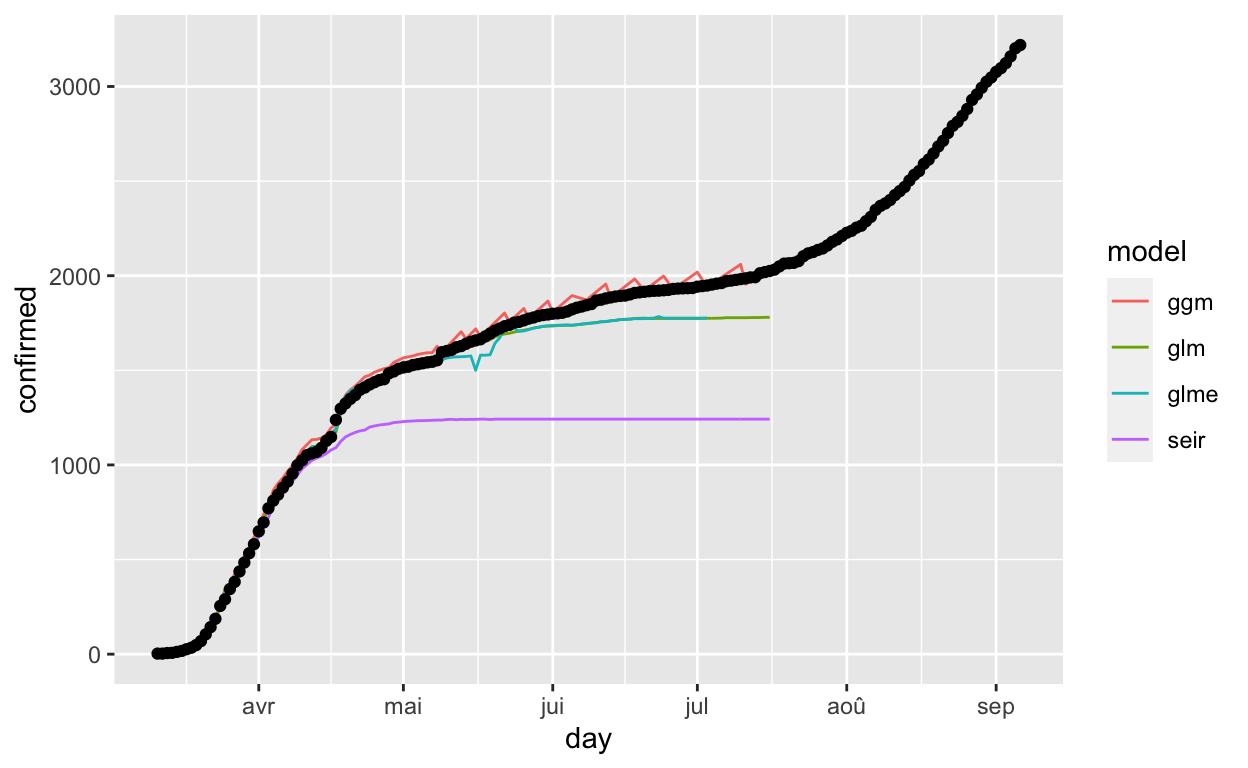 3000
2000
1000
0
confirmed
avr mai jui jul aoû sep
day
model
ggm
glm
glme
seir